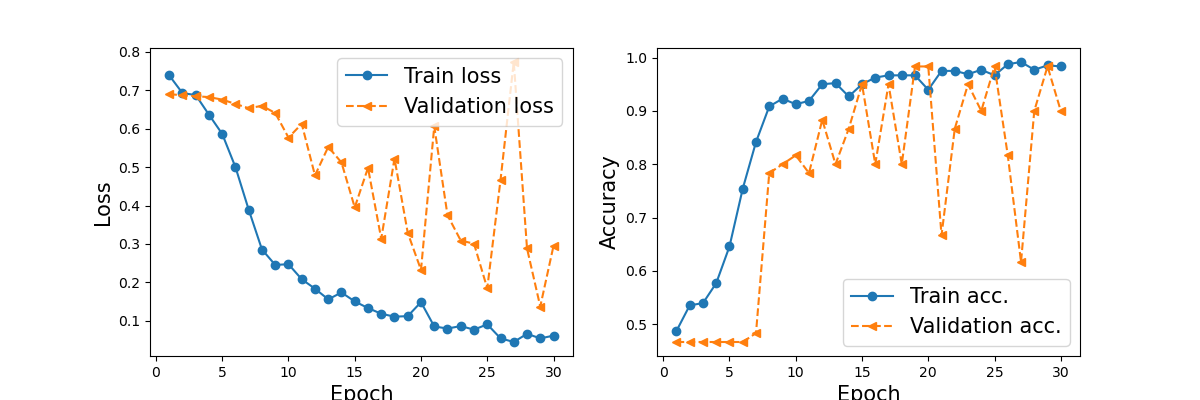 0.8
0.7
0.6
0.5
0.4
0.3
0.2
0.1
Loss
Train loss
Validation loss
0 5 10 15 20 25 30
Epoch
1.0
0.9
0.8
0.7
0.6
0.5
Accuracy
Train acc.
Validation acc.
0 5 10 15 20 25 30
Epoch